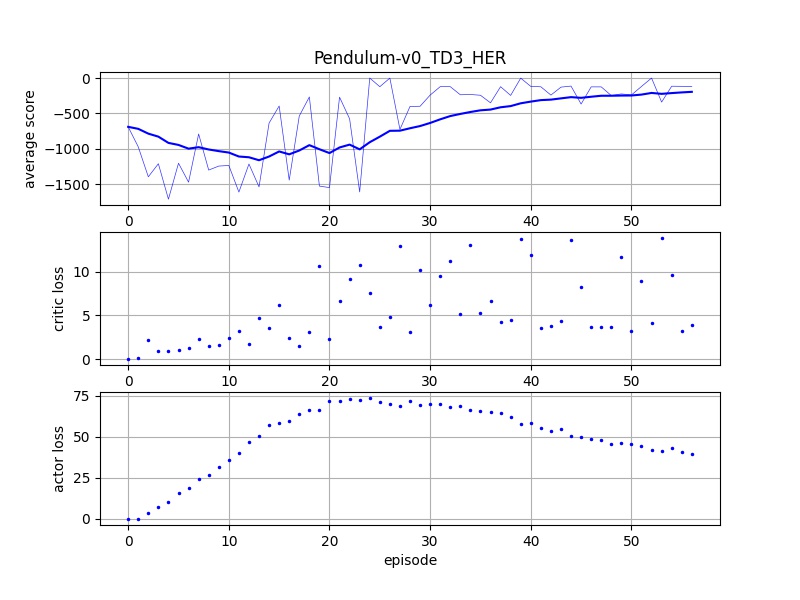 Pendulum-v0_TD3_HER
0
−500
−1000
−1500
average score
0 10 20 30 40 50
10
5
0
critic loss
0 10 20 30 40 50
75
50
25
0
actor loss
0 10 20 30 40 50
episode